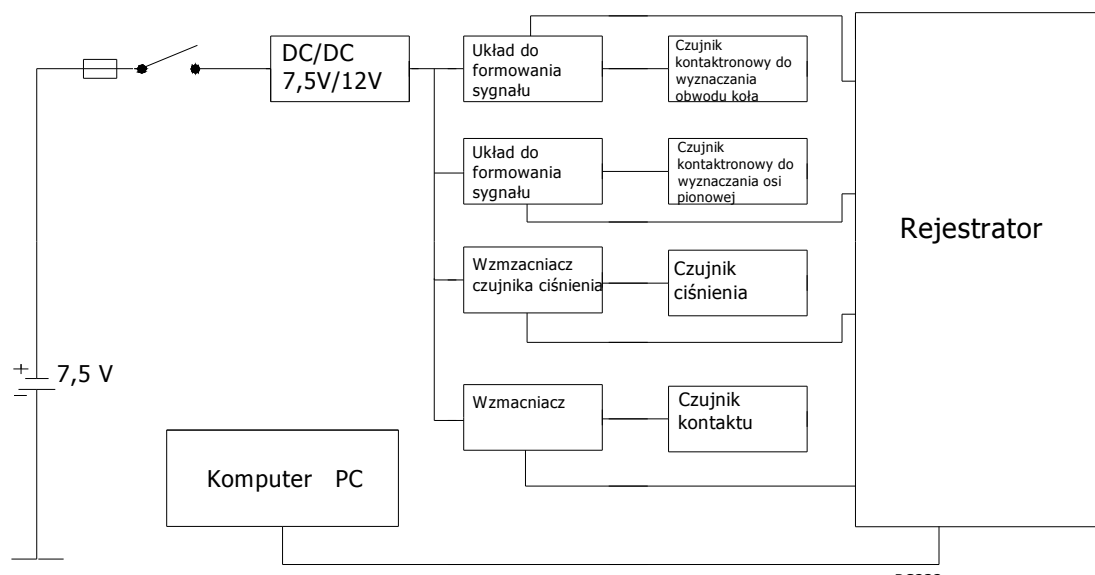 DC/DC
7,5V/12V
Układ do
formowania
sygnału
Czujnik
kontaktronowy do
wyznaczania
obwodu koła
Układ do
formowania
sygnału
Czujnik
kontaktronowy do
wyznaczania osi
pionowej
Rejestrator
Wzmzacniacz
czujnika ciśnienia
Czujnik
ciśnienia
+
7,5 V
–
Wzmacniacz
Czujnik
kontaktu
Komputer PC